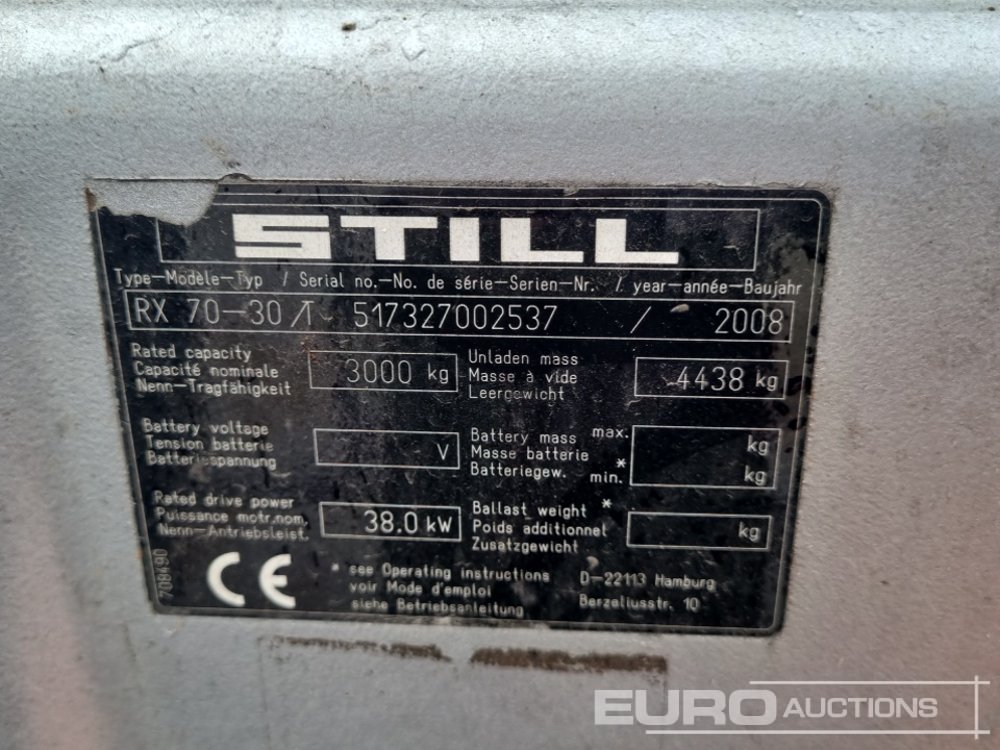 STILL
Type-Modèle-Typ / Serial no.-No. de série-Serien-Nr. / year-année-Baujahr
RX 70-30 /T 517327002537 / 2008
Rated capacity
Capacité nominale
Nenn-Tragfähigkeit
3000 kg
Unladen mass
Masse à vide
Leergewicht
4438 kg
Battery voltage
Tension batterie
Batteriespannung
V
Battery mass max.
Masse batterie
Batteriegew. * min.
kg
kg
Rated drive power
Puissance motr.nom.
Nenn-Antriebsleist.
38.0 kW
Ballast weight *
Poids additionnel
Zusatzgewicht
kg
708490
CE
* see Operating instructions
voir Mode d'emploi
siehe Betriebsanleitung
D-22113 Hamburg
Berzeliusstr. 10
EURO AUCTIONS